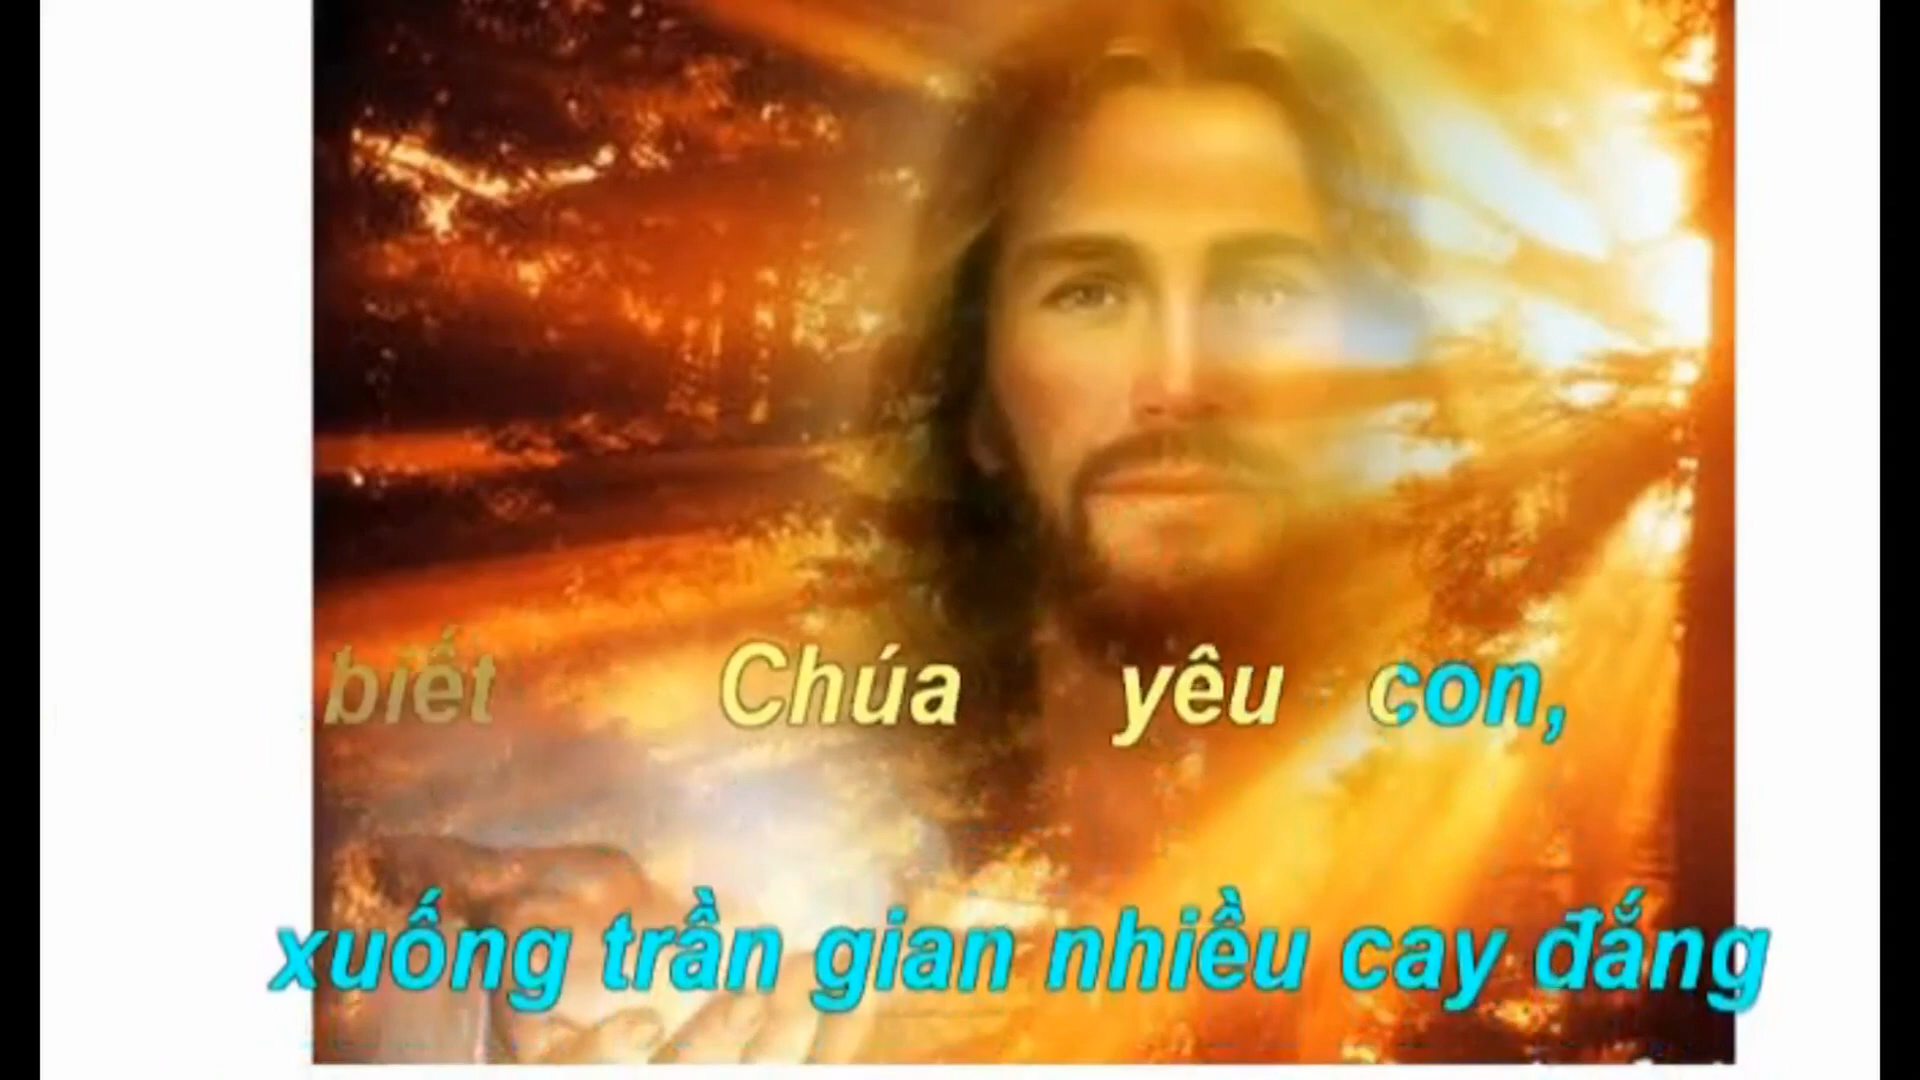 biết Chúa yêu con,
xuống trần gian nhiều cay đắng